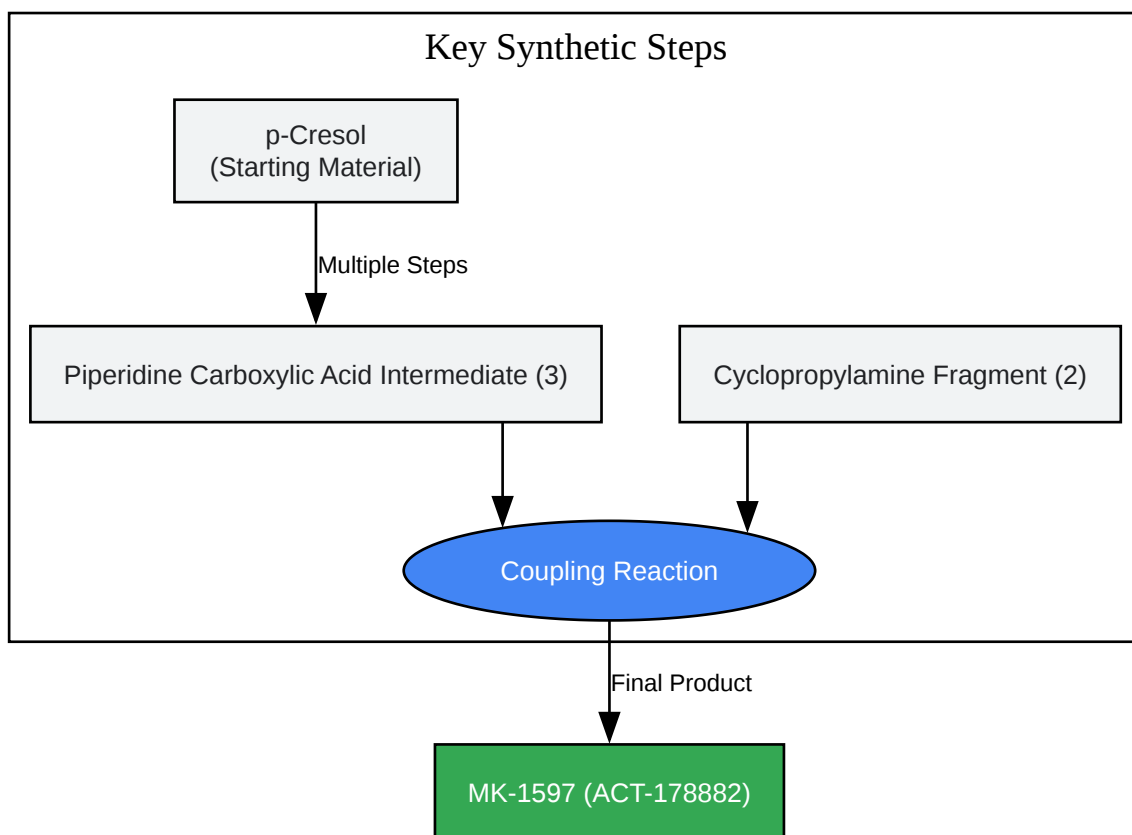 Key Synthetic Steps
p-Cresol
(Starting Material)
Multiple Steps
Piperidine Carboxylic Acid Intermediate (3)
Cyclopropylamine Fragment (2)
Coupling Reaction
Final Product
MK-1597 (ACT-178882)